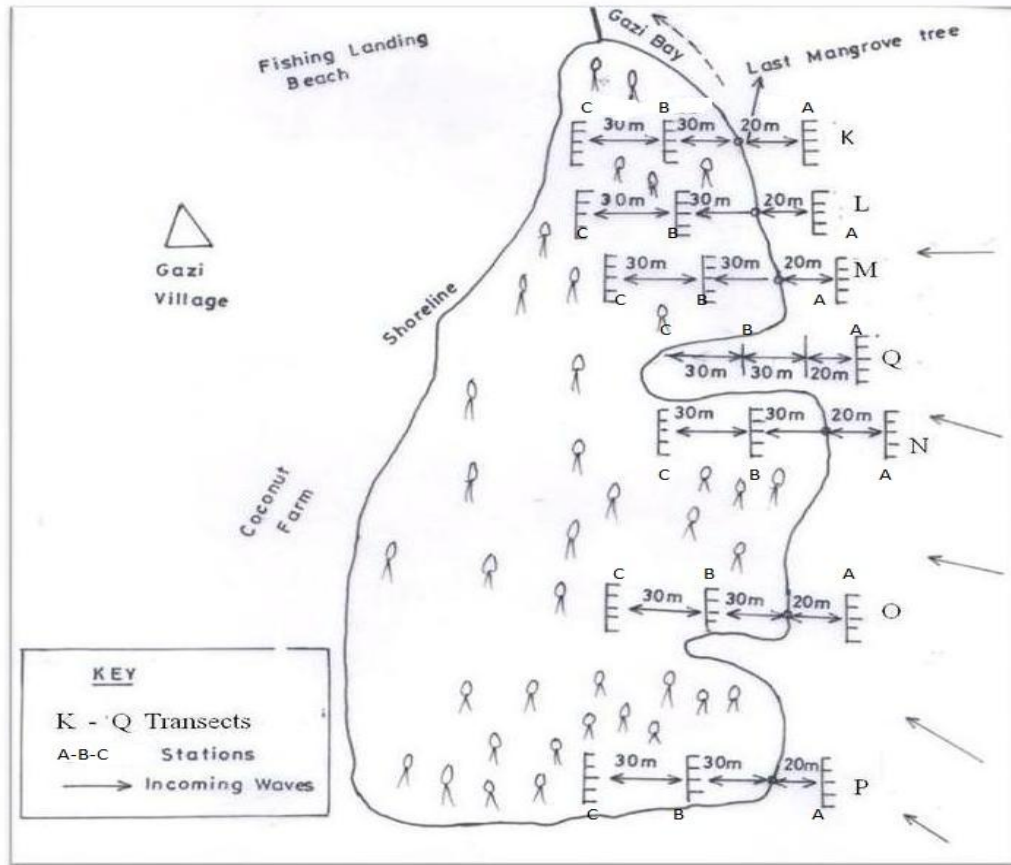 Gazi Bay
Fishing Landing
Beach
Last Mangrove tree
C B A
30m 30m 20m K
30m 30m 20m L
C B A
30m 30m 20m M
C B A
Gazi
Village
Shoreline
C B A
30m 30m 20m Q
30m 30m 20m N
C B A
Coconut
Farm
C B A
30m 30m 20m O
KEY
K - Q Transects
A-B-C Stations
Incoming Waves
30m 30m 20m P
C B A